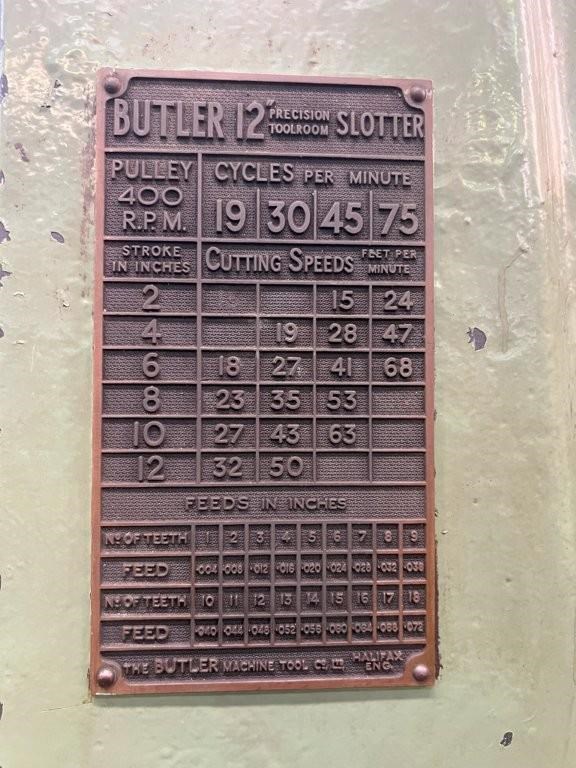 BUTLER 12" PRECISION TOOLROOM SLOTTER
PULLEY 400 R.P.M. CYCLES PER MINUTE
19 30 45 75
STROKE IN INCHES CUTTING SPEEDS FEET PER MINUTE
2 15 24
4 19 28 47
6 18 27 41 68
8 23 35 53
10 27 43 63
12 32 50
FEEDS IN INCHES
No. OF TEETH 1 2 3 4 5 6 7 8 9
FEED ·004 ·008 ·012 ·016 ·020 ·024 ·028 ·032 ·036
No. OF TEETH 10 11 12 13 14 15 16 17 18
FEED ·040 ·044 ·048 ·052 ·056 ·060 ·064 ·068 ·072
THE BUTLER MACHINE TOOL Co. LTD HALIFAX ENG.